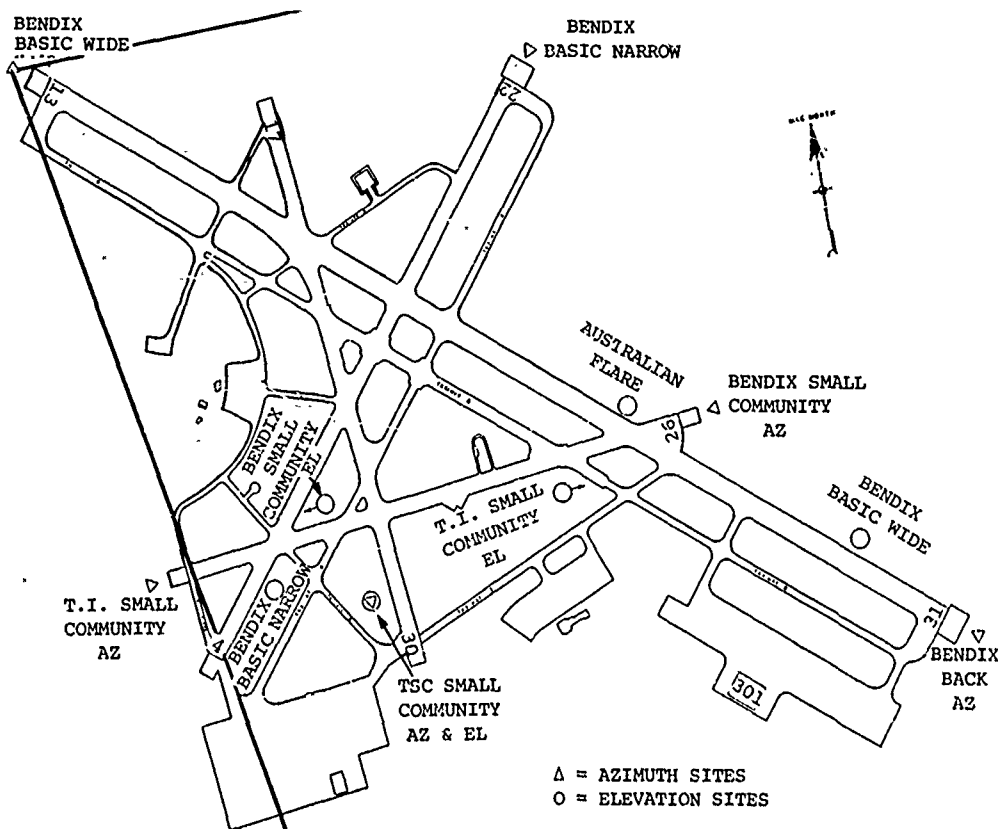 BENDIX
BASIC WIDE
BENDIX
BASIC NARROW
13
22
MAG NORTH
AUSTRALIAN
FLARE
BENDIX SMALL
COMMUNITY
AZ
26
BENDIX
SMALL
COMMUNITY
EL
T.I. SMALL
COMMUNITY
EL
BENDIX
BASIC WIDE
T.I. SMALL
COMMUNITY
AZ
BENDIX
BASIC NARROW
30
31
BENDIX
BACK
AZ
TSC SMALL
COMMUNITY
AZ & EL
301
Δ = AZIMUTH SITES
O = ELEVATION SITES